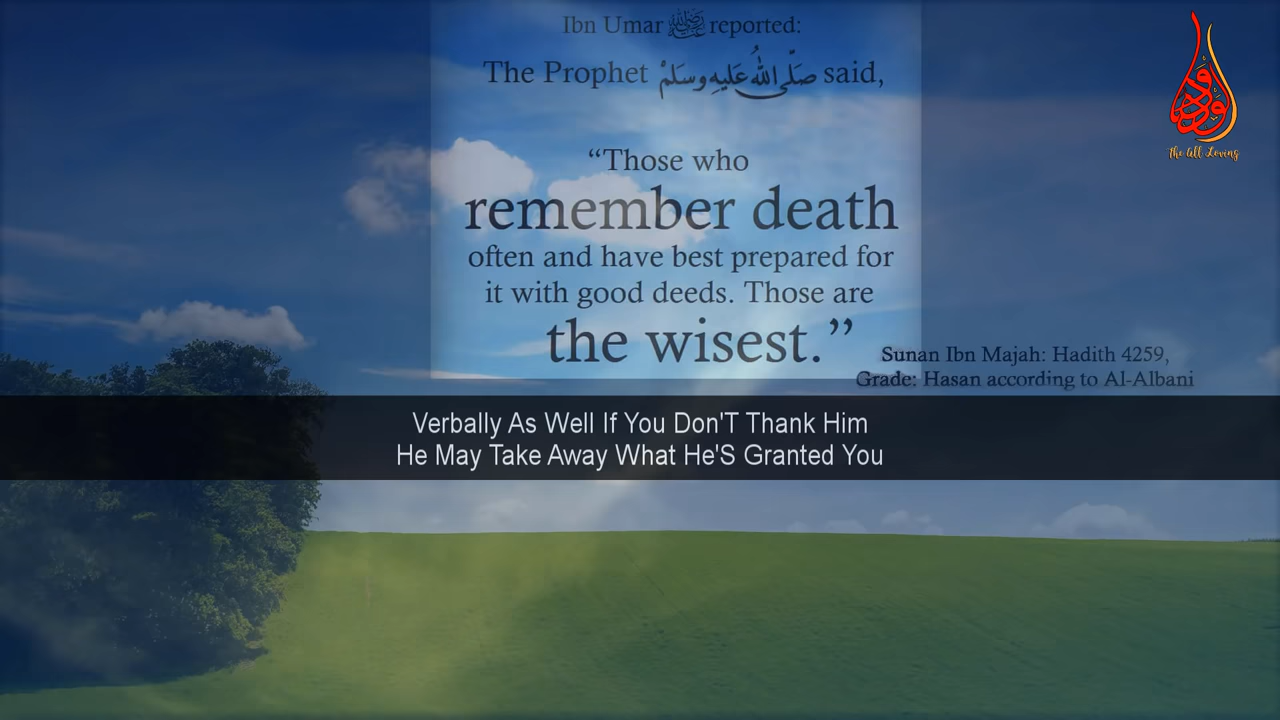 Ibn Umar رضي الله عنه reported:
The Prophet صَلَّى اللهُ عَلَيْهِ وَسَلَّمْ said,
“Those who
remember death
often and have best prepared for
it with good deeds. Those are
the wisest.”
Sunan Ibn Majah: Hadith 4259,
Grade: Hasan according to Al-Albani
Verbally As Well If You Don'T Thank Him
He May Take Away What He'S Granted You
The All Loving